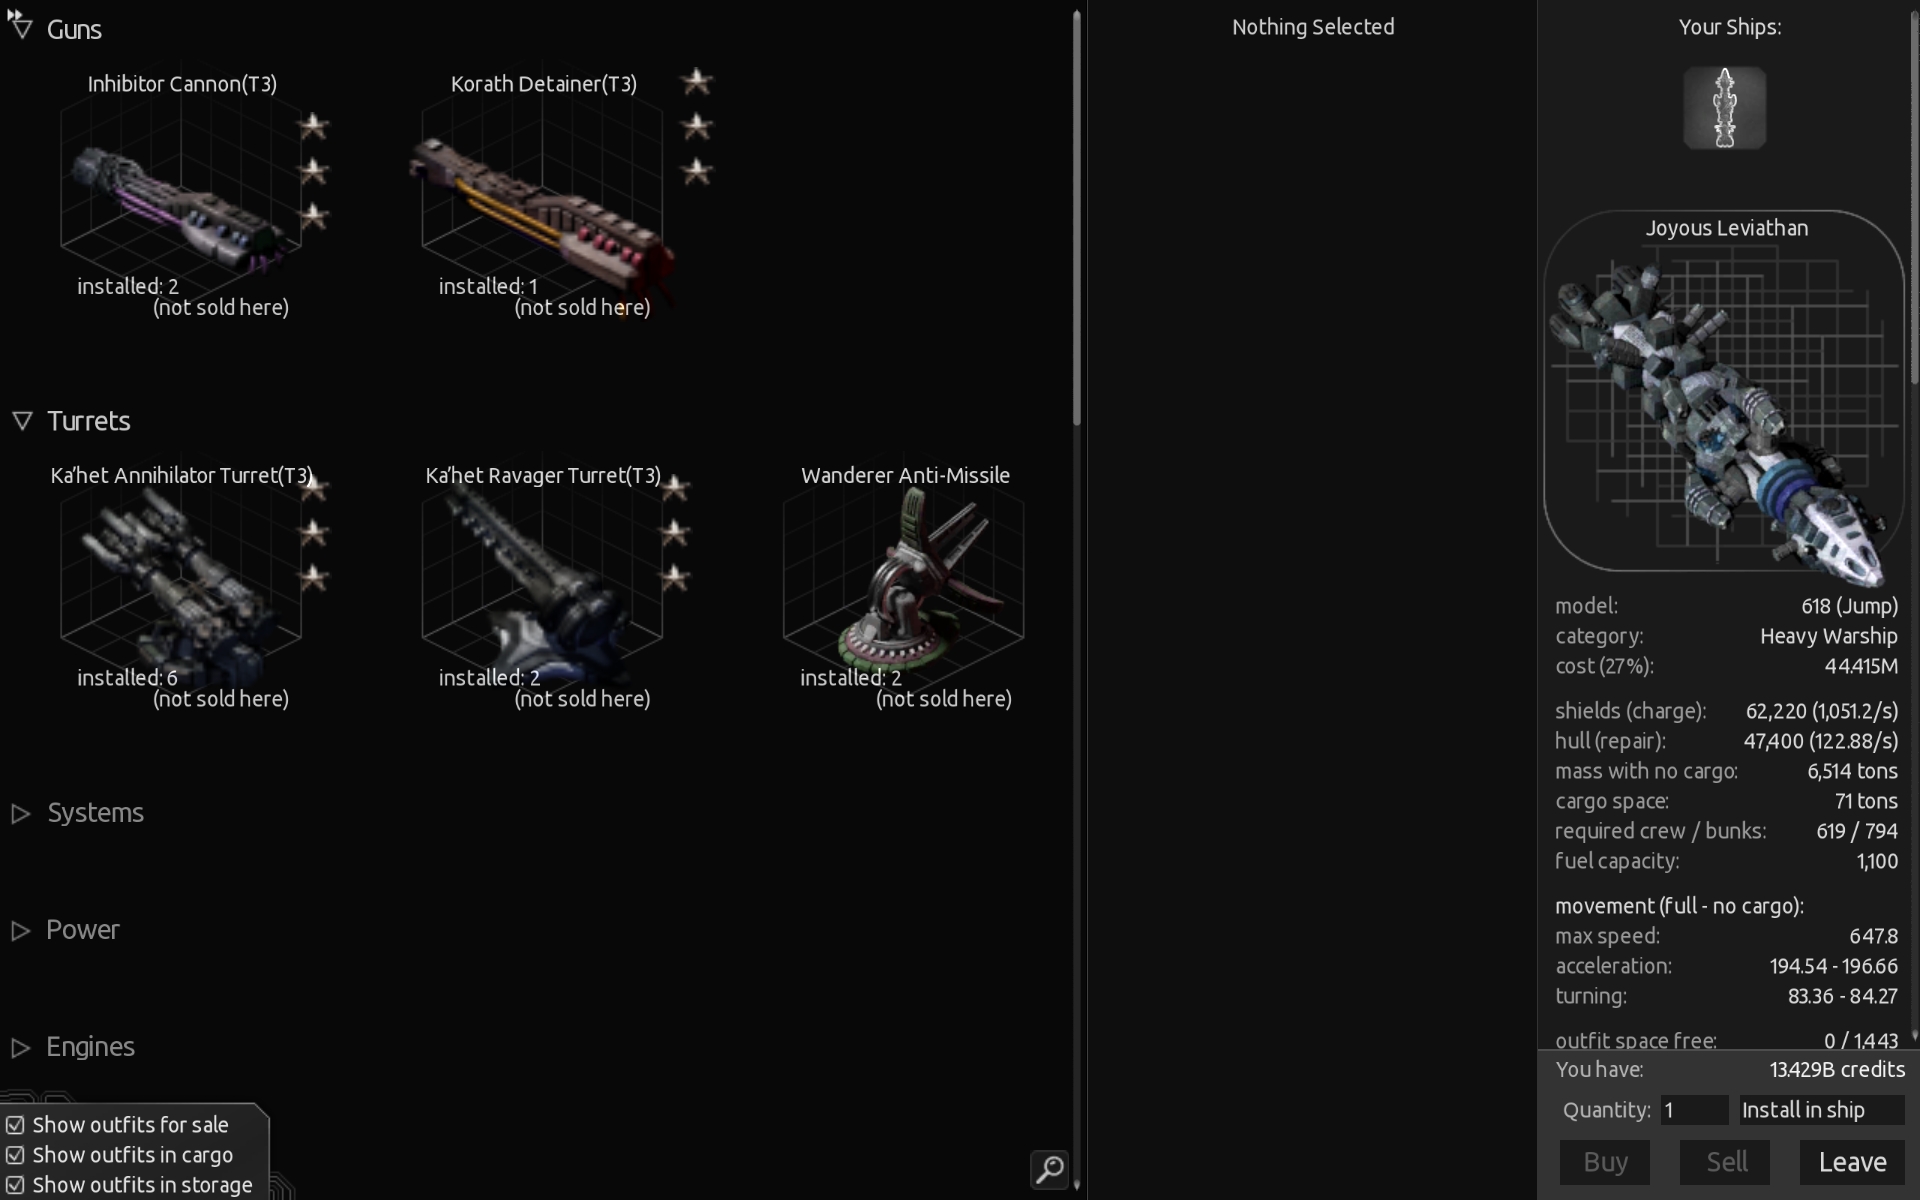 Guns
Inhibitor Cannon(T3)
installed: 2
(not sold here)
Korath Detainer(T3)
installed: 1
(not sold here)
Turrets
Ka'het Annihilator Turret(T3)
installed: 6
(not sold here)
Ka'het Ravager Turret(T3)
installed: 2
(not sold here)
Wanderer Anti-Missile
installed: 2
(not sold here)
Systems
Power
Engines
Show outfits for sale
Show outfits in cargo
Show outfits in storage
Nothing Selected
Your Ships:
Joyous Leviathan
model: 618 (Jump)
category: Heavy Warship
cost (27%): 44.415M
shields (charge): 62,220 (1,051.2/s)
hull (repair): 47,400 (122.88/s)
mass with no cargo: 6,514 tons
cargo space: 71 tons
required crew / bunks: 619 / 794
fuel capacity: 1,100
movement (full - no cargo):
max speed: 647.8
acceleration: 194.54 - 196.66
turning: 83.36 - 84.27
outfit space free: 0 / 1,443
You have: 13.429B credits
Quantity: 1 Install in ship
Buy Sell Leave